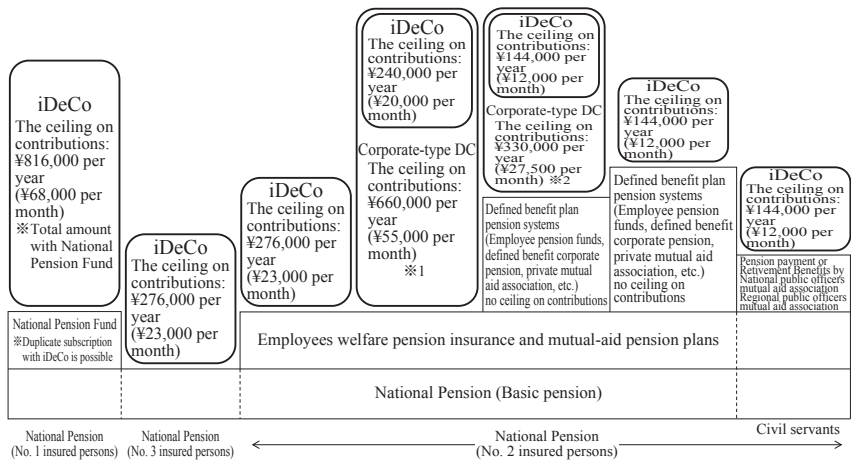 iDeCo
The ceiling on
contributions:
¥816,000 per
year
(¥68,000 per
month)
※Total amount
with National
Pension Fund
National Pension Fund
※Duplicate subscription
with iDeCo is possible
iDeCo
The ceiling on
contributions:
¥276,000 per
year
(¥23,000 per
month)
iDeCo
The ceiling on
contributions:
¥276,000 per
year
(¥23,000 per
month)
iDeCo
The ceiling on
contributions:
¥240,000 per
year
(¥20,000 per
month)
Corporate-type DC
The ceiling on
contributions:
¥660,000 per
year
(¥55,000 per
month)
※1
iDeCo
The ceiling on
contributions:
¥144,000 per
year
(¥12,000 per
month)
Corporate-type DC
The ceiling on
contributions:
¥330,000 per
year
(¥27,500 per
month) ※2
Defined benefit plan
pension systems
(Employee pension funds,
defined benefit corporate
pension, private mutual
aid association, etc.)
no ceiling on contributions
iDeCo
The ceiling on
contributions:
¥144,000 per
year
(¥12,000 per
month)
Defined benefit plan
pension systems
(Employee pension
funds, defined benefit
corporate pension,
private mutual aid
association, etc.)
no ceiling on
contributions
iDeCo
The ceiling on
contributions:
¥144,000 per
year
(¥12,000 per
month)
Pension payment or
Retivement Benefits by
National public officers
mutual aid association
Regional public officers
mutual aid association
Employees welfare pension insurance and mutual-aid pension plans
National Pension (Basic pension)
National Pension
(No. 1 insured persons)
National Pension
(No. 3 insured persons)
National Pension
(No. 2 insured persons)
Civil servants